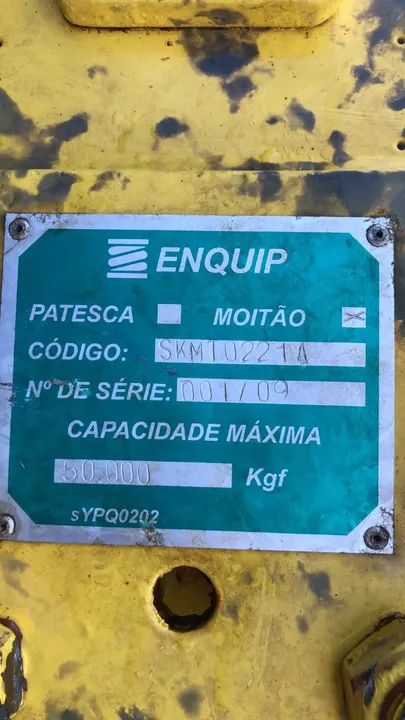 ENQUIP
PATESCA MOITÃO X
CÓDIGO: SKMT0221A
Nº DE SÉRIE: 001/09
CAPACIDADE MÁXIMA
50.000 Kgf
sYPQ0202